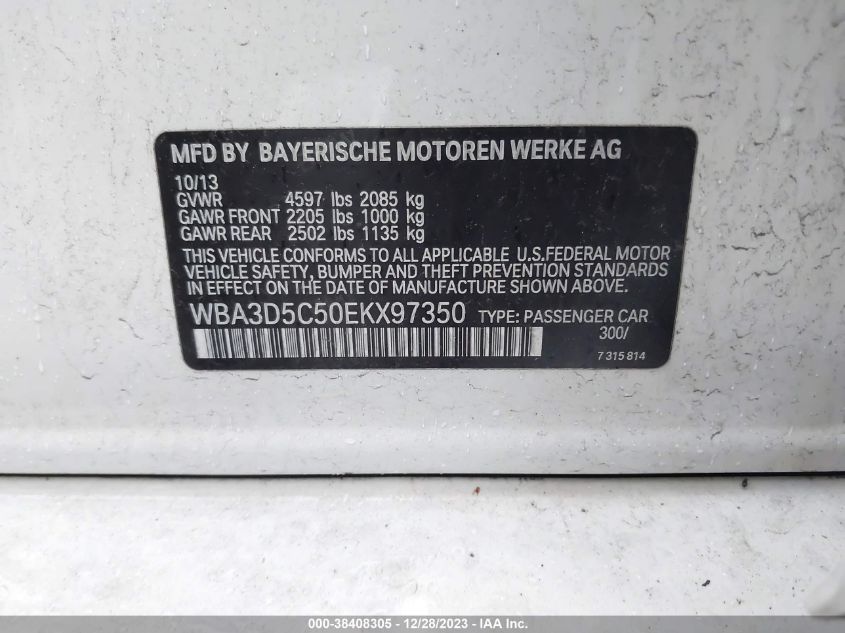 MFD BY BAYERISCHE MOTOREN WERKE AG
10/13
GVWR 4597 lbs 2085 kg
GAWR FRONT 2205 lbs 1000 kg
GAWR REAR 2502 lbs 1135 kg
THIS VEHICLE CONFORMS TO ALL APPLICABLE U.S.FEDERAL MOTOR
VEHICLE SAFETY, BUMPER AND THEFT PREVENTION STANDARDS
IN EFFECT ON THE DATE OF MANUFACTURE SHOWN ABOVE.
WBA3D5C50EKX97350 TYPE: PASSENGER CAR
300/
7 315 814
000-38408305 - 12/28/2023 - IAA Inc.